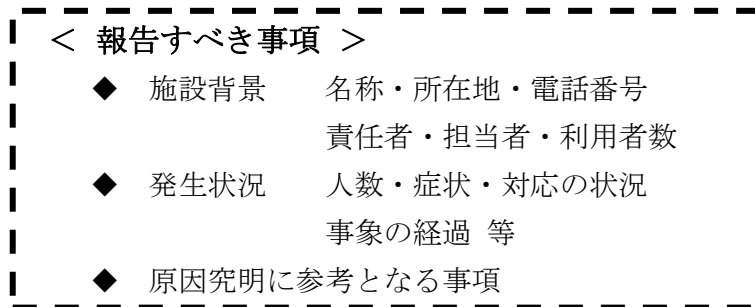 ＜ 報告すべき事項 ＞
◆ 施設背景 名称・所在地・電話番号
責任者・担当者・利用者数
◆ 発生状況 人数・症状・対応の状況
事象の経過 等
◆ 原因究明に参考となる事項